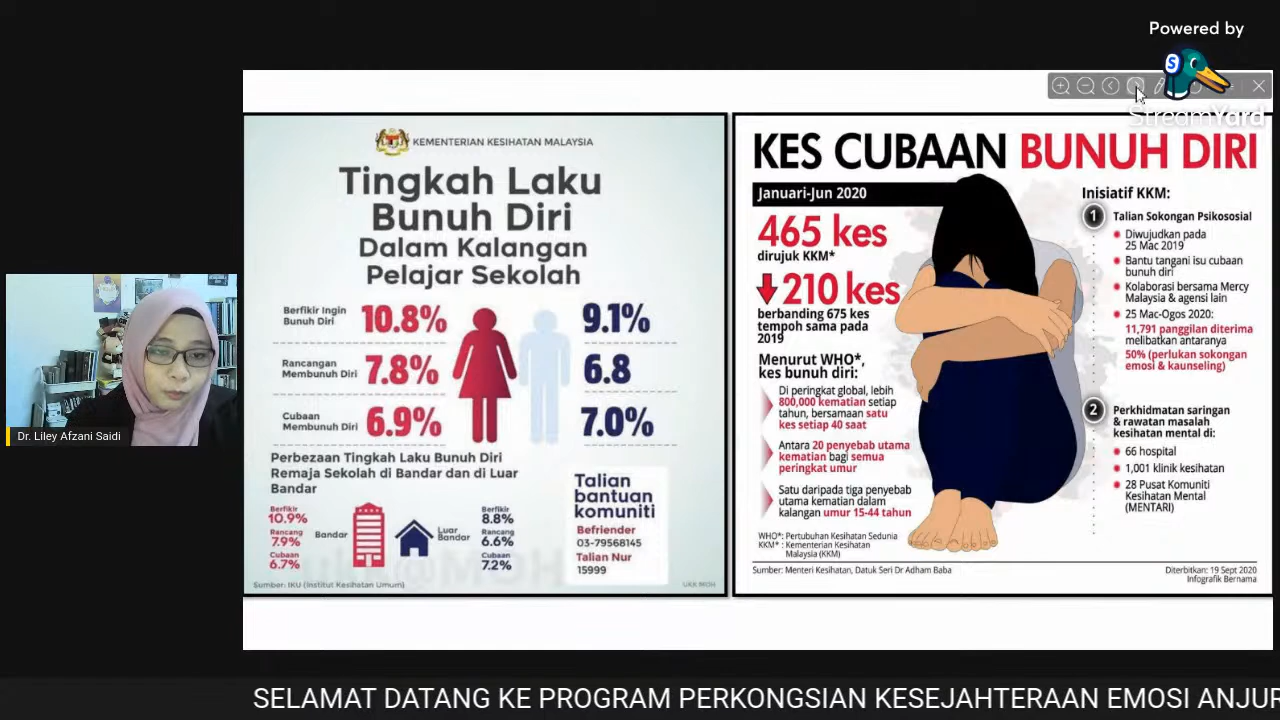 Powered by
StreamYard
KEMENTERIAN KESIHATAN MALAYSIA
Tingkah Laku
Bunuh Diri
Dalam Kalangan
Pelajar Sekolah
Berfikir Ingin
Bunuh Diri
10.8%
9.1%
Rancangan
Membunuh Diri
7.8%
6.8
Cubaan
Membunuh Diri
6.9%
7.0%
Perbezaan Tingkah Laku Bunuh Diri
Remaja Sekolah di Bandar dan di Luar
Bandar
Berfikir
10.9%
Rancang
7.9%
Cubaan
6.7%
Bandar
Luar
Bandar
Berfikir
8.8%
Rancang
6.6%
Cubaan
7.2%
Talian
bantuan
komuniti
Befriender
03-79568145
Talian Nur
15999
Sumber: IKU (Institut Kesihatan Umum)
UKK MOH
KES CUBAAN BUNUH DIRI
Januari-Jun 2020
465 kes
dirujuk KKM*
210 kes
berbanding 675 kes
tempoh sama pada
2019
Menurut WHO*,
kes bunuh diri:
Di peringkat global, lebih
800,000 kematian setiap
tahun, bersamaan satu
kes setiap 40 saat
Antara 20 penyebab utama
kematian bagi semua
peringkat umur
Satu daripada tiga penyebab
utama kematian dalam
kalangan umur 15-44 tahun
WHO*: Pertubuhan Kesihatan Sedunia
KKM* : Kementerian Kesihatan
Malaysia (KKM)
Sumber: Menteri Kesihatan, Datuk Seri Dr Adham Baba
Inisiatif KKM:
1
Talian Sokongan Psikososial
Diwujudkan pada
25 Mac 2019
Bantu tangani isu cubaan
bunuh diri
Kolaborasi bersama Mercy
Malaysia & agensi lain
25 Mac-Ogos 2020:
11,791 panggilan diterima
melibatkan antaranya
50% (perlukan sokongan
emosi & kaunseling)
2
Perkhidmatan saringan
& rawatan masalah
kesihatan mental di:
66 hospital
1,001 klinik kesihatan
28 Pusat Komuniti
Kesihatan Mental
(MENTARI)
Diterbitkan: 19 Sept 2020
Infografik Bernama
Dr. Liley Afzani Saidi
SELAMAT DATANG KE PROGRAM PERKONGSIAN KESEJAHTERAAN EMOSI ANJUR